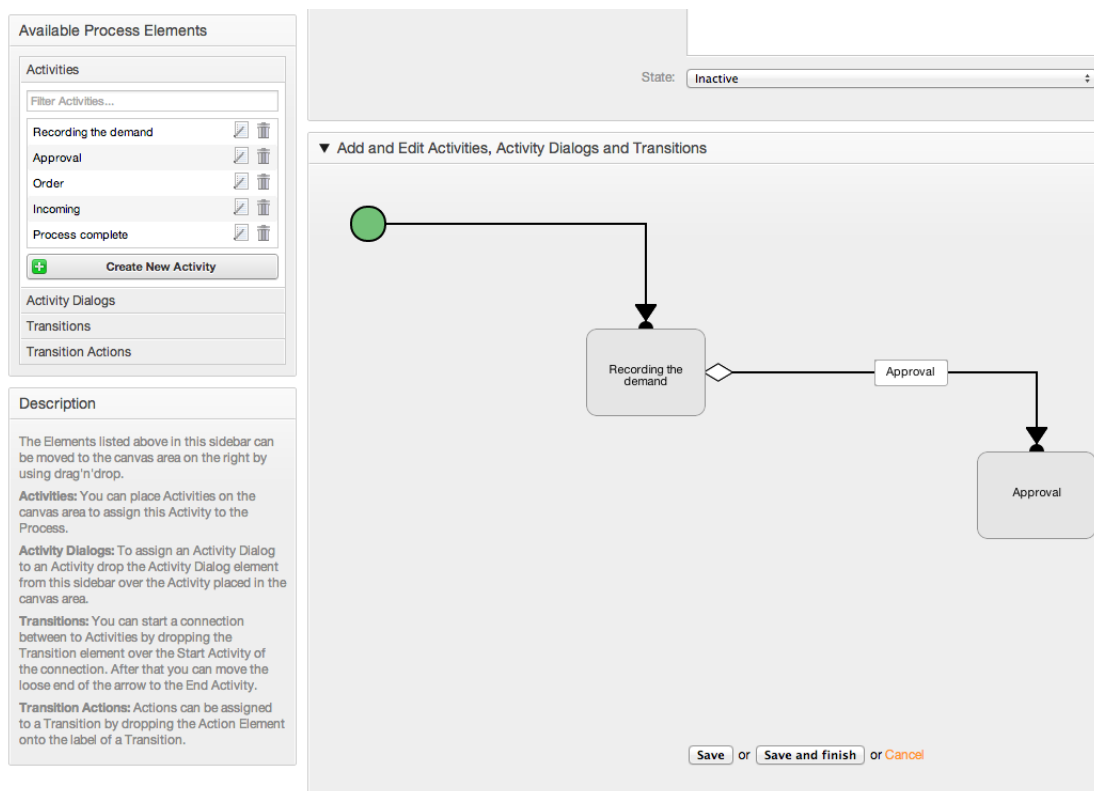 Available Process Elements
Activities
Filter Activities...
Recording the demand
Approval
Order
Incoming
Process complete
Create New Activity
Activity Dialogs
Transitions
Transition Actions
Description
The Elements listed above in this sidebar can
be moved to the canvas area on the right by
using drag'n'drop.
Activities: You can place Activities on the
canvas area to assign this Activity to the
Process.
Activity Dialogs: To assign an Activity Dialog
to an Activity drop the Activity Dialog element
from this sidebar over the Activity placed in the
canvas area.
Transitions: You can start a connection
between to Activities by dropping the
Transition element over the Start Activity of
the connection. After that you can move the
loose end of the arrow to the End Activity.
Transition Actions: Actions can be assigned
to a Transition by dropping the Action Element
onto the label of a Transition.
State: Inactive
▼ Add and Edit Activities, Activity Dialogs and Transitions
Recording the
demand
Approval
Approval
Save or Save and finish or Cancel